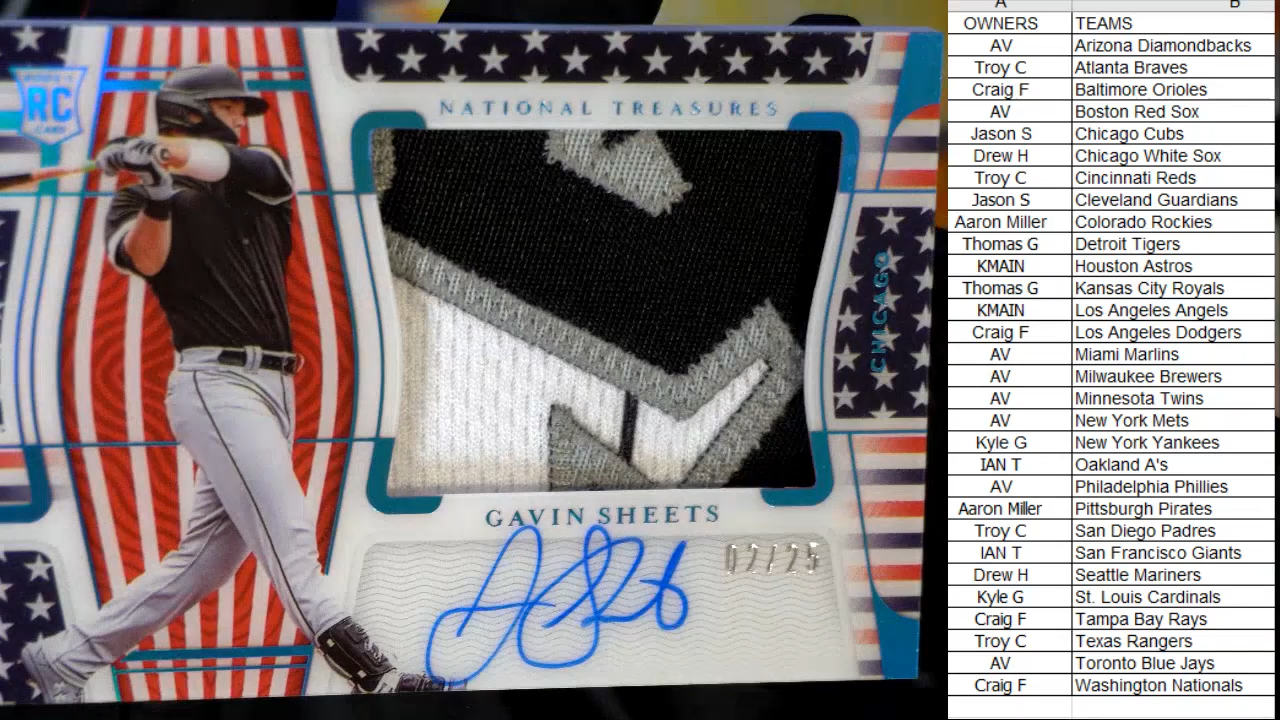 RC
CARD
NATIONAL TREASURES
CHICAGO
GAVIN SHEETS
02/25
A B
OWNERS TEAMS
AV Arizona Diamondbacks
Troy C Atlanta Braves
Craig F Baltimore Orioles
AV Boston Red Sox
Jason S Chicago Cubs
Drew H Chicago White Sox
Troy C Cincinnati Reds
Jason S Cleveland Guardians
Aaron Miller Colorado Rockies
Thomas G Detroit Tigers
KMAIN Houston Astros
Thomas G Kansas City Royals
KMAIN Los Angeles Angels
Craig F Los Angeles Dodgers
AV Miami Marlins
AV Milwaukee Brewers
AV Minnesota Twins
AV New York Mets
Kyle G New York Yankees
IAN T Oakland A's
AV Philadelphia Phillies
Aaron Miller Pittsburgh Pirates
Troy C San Diego Padres
IAN T San Francisco Giants
Drew H Seattle Mariners
Kyle G St. Louis Cardinals
Craig F Tampa Bay Rays
Troy C Texas Rangers
AV Toronto Blue Jays
Craig F Washington Nationals